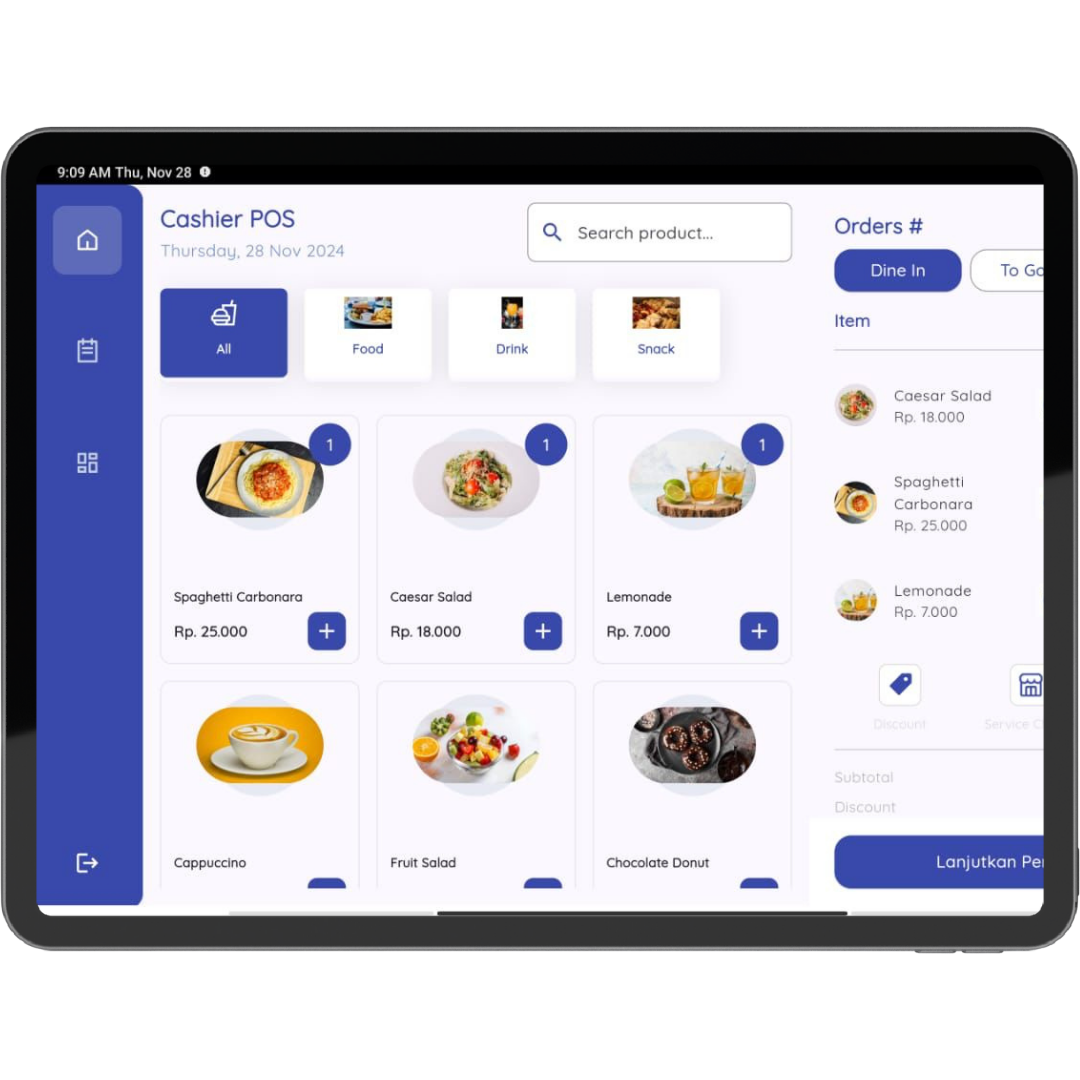 9:09 AM Thu, Nov 28
Cashier POS
Thursday, 28 Nov 2024
Search product...
All
Food
Drink
Snack
1
1
1
Spaghetti Carbonara
Rp. 25.000
Caesar Salad
Rp. 18.000
Lemonade
Rp. 7.000
Cappuccino
Fruit Salad
Chocolate Donut
Orders #
Dine In
To Go
Item
Caesar Salad
Rp. 18.000
Spaghetti
Carbonara
Rp. 25.000
Lemonade
Rp. 7.000
Discount
Service
Subtotal
Discount
Lanjutkan